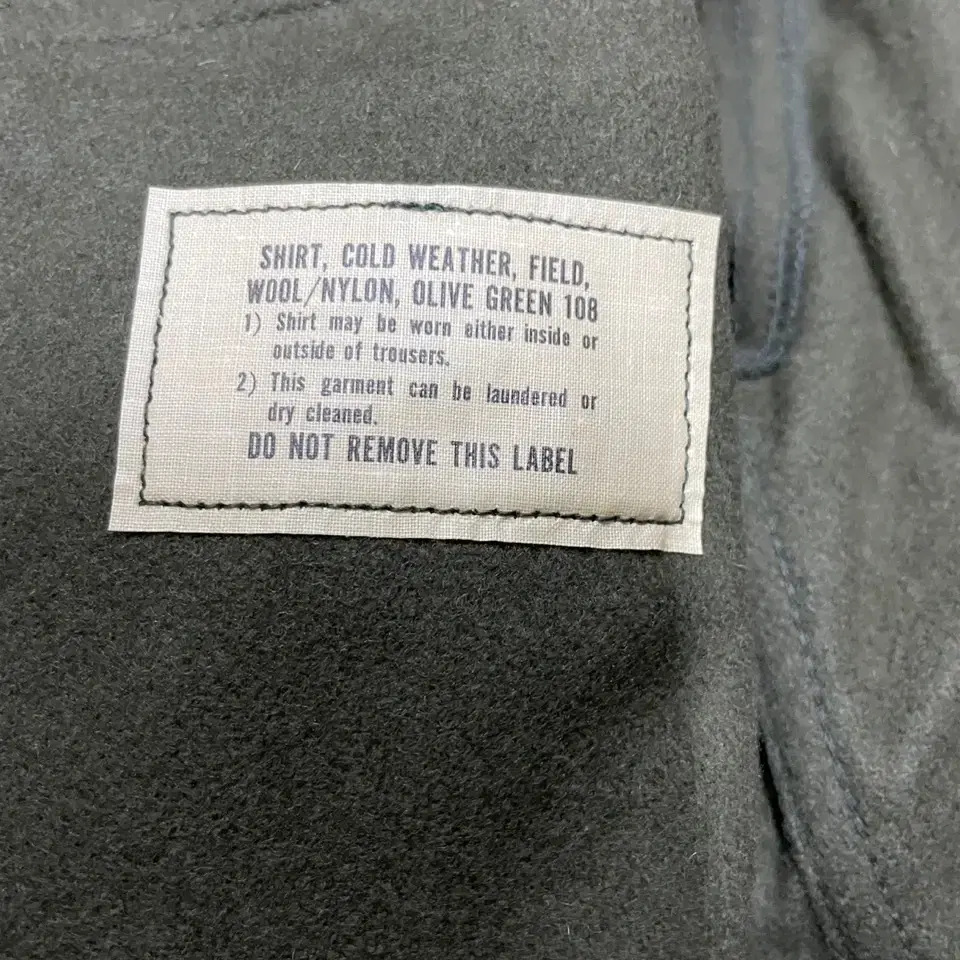 SHIRT, COLD WEATHER, FIELD,
WOOL/NYLON, OLIVE GREEN 108
1) Shirt may be worn either inside or
outside of trousers.
2) This garment can be laundered or
dry cleaned.
DO NOT REMOVE THIS LABEL